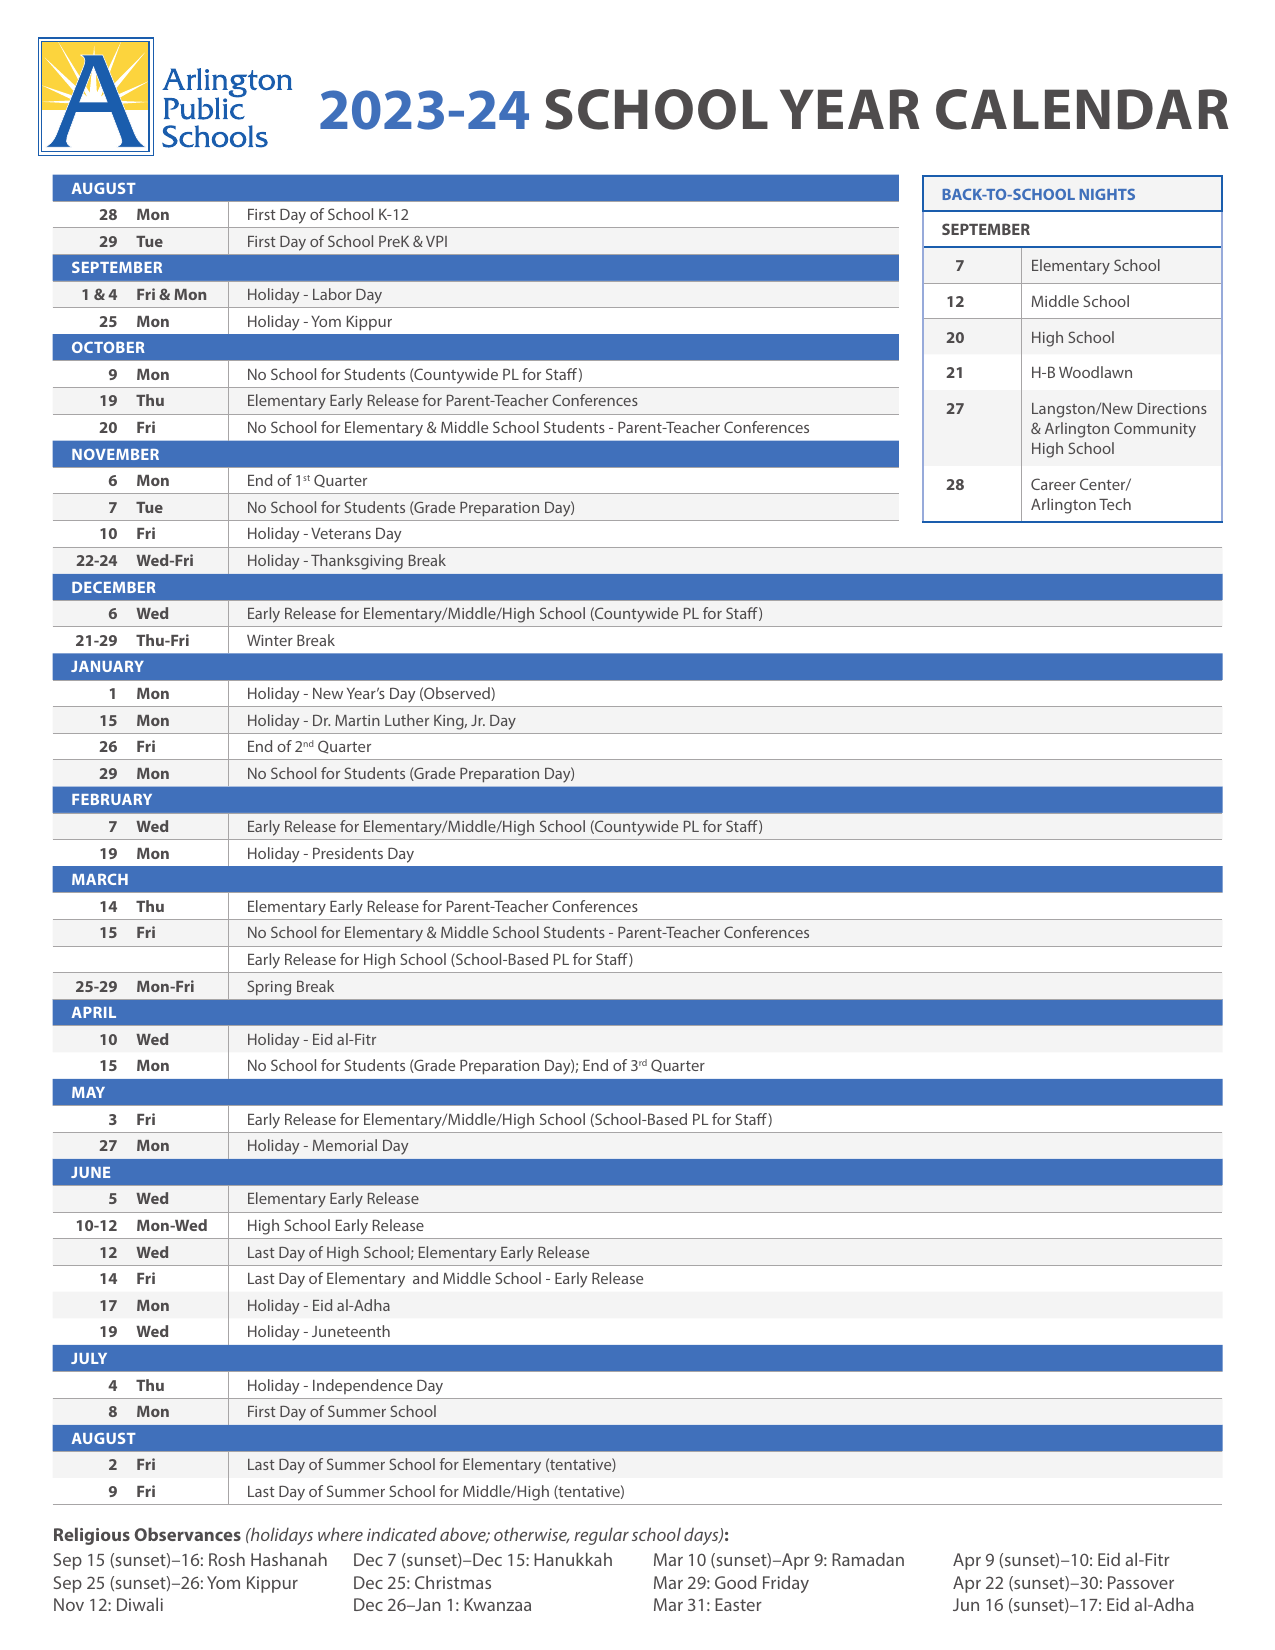 Arlington
Public
Schools
2023-24 SCHOOL YEAR CALENDAR
AUGUST
28 Mon First Day of School K-12
29 Tue First Day of School PreK & VPI
SEPTEMBER
1 & 4 Fri & Mon Holiday - Labor Day
25 Mon Holiday - Yom Kippur
OCTOBER
9 Mon No School for Students (Countywide PL for Staff)
19 Thu Elementary Early Release for Parent-Teacher Conferences
20 Fri No School for Elementary & Middle School Students - Parent-Teacher Conferences
NOVEMBER
6 Mon End of 1st Quarter
7 Tue No School for Students (Grade Preparation Day)
10 Fri Holiday - Veterans Day
22-24 Wed-Fri Holiday - Thanksgiving Break
BACK-TO-SCHOOL NIGHTS
SEPTEMBER
7 Elementary School
12 Middle School
20 High School
21 H-B Woodlawn
27 Langston/New Directions
& Arlington Community
High School
28 Career Center/
Arlington Tech
DECEMBER
6 Wed Early Release for Elementary/Middle/High School (Countywide PL for Staff)
21-29 Thu-Fri Winter Break
JANUARY
1 Mon Holiday - New Year’s Day (Observed)
15 Mon Holiday - Dr. Martin Luther King, Jr. Day
26 Fri End of 2nd Quarter
29 Mon No School for Students (Grade Preparation Day)
FEBRUARY
7 Wed Early Release for Elementary/Middle/High School (Countywide PL for Staff)
19 Mon Holiday - Presidents Day
MARCH
14 Thu Elementary Early Release for Parent-Teacher Conferences
15 Fri No School for Elementary & Middle School Students - Parent-Teacher Conferences
Early Release for High School (School-Based PL for Staff)
25-29 Mon-Fri Spring Break
APRIL
10 Wed Holiday - Eid al-Fitr
15 Mon No School for Students (Grade Preparation Day); End of 3rd Quarter
MAY
3 Fri Early Release for Elementary/Middle/High School (School-Based PL for Staff)
27 Mon Holiday - Memorial Day
JUNE
5 Wed Elementary Early Release
10-12 Mon-Wed High School Early Release
12 Wed Last Day of High School; Elementary Early Release
14 Fri Last Day of Elementary and Middle School - Early Release
17 Mon Holiday - Eid al-Adha
19 Wed Holiday - Juneteenth
JULY
4 Thu Holiday - Independence Day
8 Mon First Day of Summer School
AUGUST
2 Fri Last Day of Summer School for Elementary (tentative)
9 Fri Last Day of Summer School for Middle/High (tentative)
Religious Observances (holidays where indicated above; otherwise, regular school days):
Sep 15 (sunset)–16: Rosh Hashanah Dec 7 (sunset)–Dec 15: Hanukkah Mar 10 (sunset)–Apr 9: Ramadan Apr 9 (sunset)–10: Eid al-Fitr
Sep 25 (sunset)–26: Yom Kippur Dec 25: Christmas Mar 29: Good Friday Apr 22 (sunset)–30: Passover
Nov 12: Diwali Dec 26–Jan 1: Kwanzaa Mar 31: Easter Jun 16 (sunset)–17: Eid al-Adha